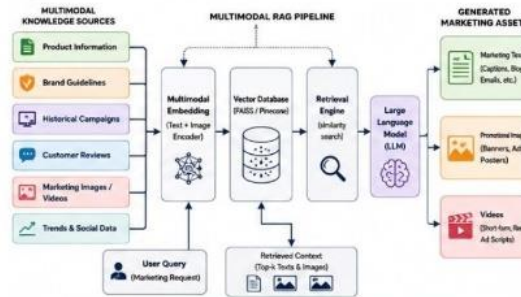 MULTIMODAL
KNOWLEDGE SOURCES
Product Information
Brand Guidelines
Historical Campaigns
Customer Reviews
Marketing Images /
Videos
Trends & Social Data
MULTIMODAL RAG PIPELINE
Multimodal
Embedding
(Text + Image
Encoder)
Vector Database
(FAISS / Pinecone)
Retrieval
Engine
(similarity
search)
Large
Language
Model
(LLM)
User Query
(Marketing Request)
Retrieved Context
(Top-k Texts & Images)
GENERATED
MARKETING ASSET
Marketing Tex
(Captions, Blog
Emails, etc.)
Promotional Imag
(Banners, Ad
Posters)
Videos
(Short-form, Re
Ad Scripts)